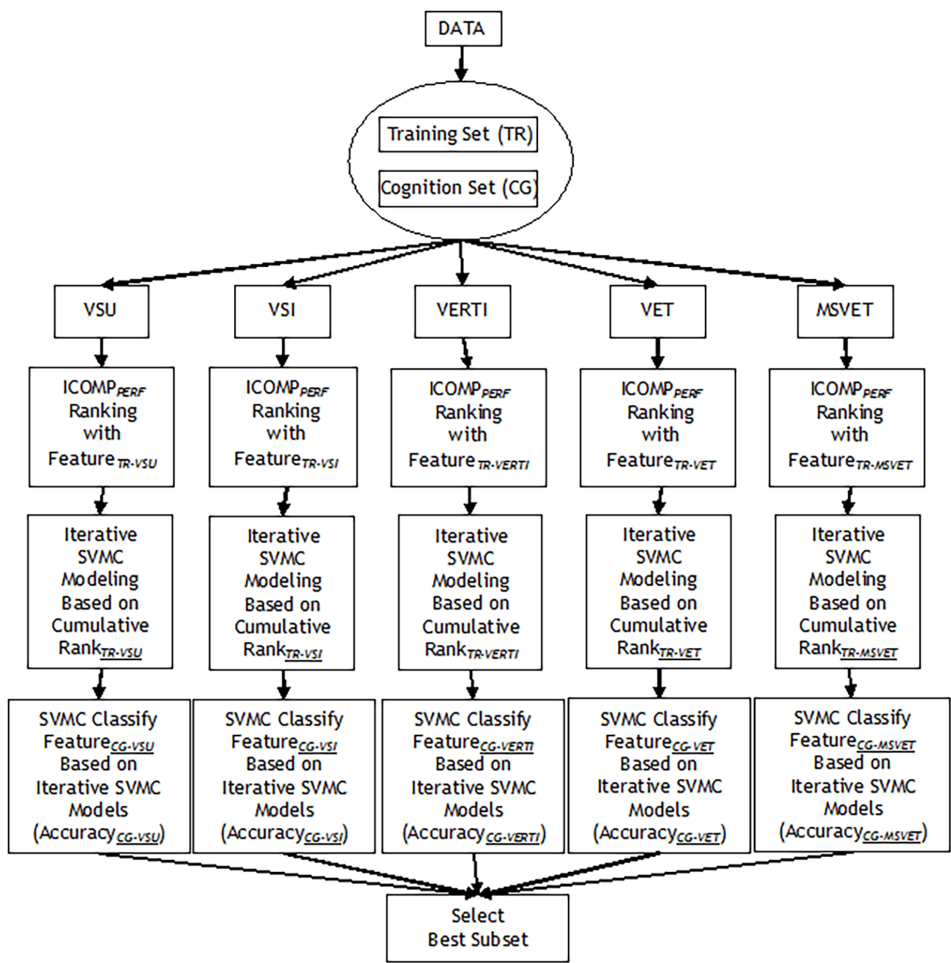 DATA
Training Set (TR)
Cognition Set (CG)
VSU
VSI
VERTI
VET
MSVET
ICOMPPERF
Ranking
with
FeatureTR-VSU
ICOMPPERF
Ranking
with
FeatureTR-VSI
ICOMPPERF
Ranking
with
FeatureTR-VERTI
ICOMPPERF
Ranking
with
FeatureTR-VET
ICOMPPERF
Ranking
with
FeatureTR-MSVET
Iterative
SVMC
Modeling
Based on
Cumulative
RankTR-VSU
Iterative
SVMC
Modeling
Based on
Cumulative
RankTR-VSI
Iterative
SVMC
Modeling
Based on
Cumulative
RankTR-VERTI
Iterative
SVMC
Modeling
Based on
Cumulative
RankTR-VET
Iterative
SVMC
Modeling
Based on
Cumulative
RankTR-MSVET
SVMC Classify
FeatureCG-VSU
Based on
Iterative SVMC
Models
(AccuracyCG-VSU)
SVMC Classify
FeatureCG-VSI
Based on
Iterative SVMC
Models
(AccuracyCG-VSI)
SVMC Classify
FeatureCG-VERTI
Based on
Iterative SVMC
Models
(AccuracyCG-VERTI)
SVMC Classify
FeatureCG-VET
Based on
Iterative SVMC
Models
(AccuracyCG-VET)
SVMC Classify
FeatureCG-MSVET
Based on
Iterative SVMC
Models
(AccuracyCG-MSVET)
Select
Best Subset